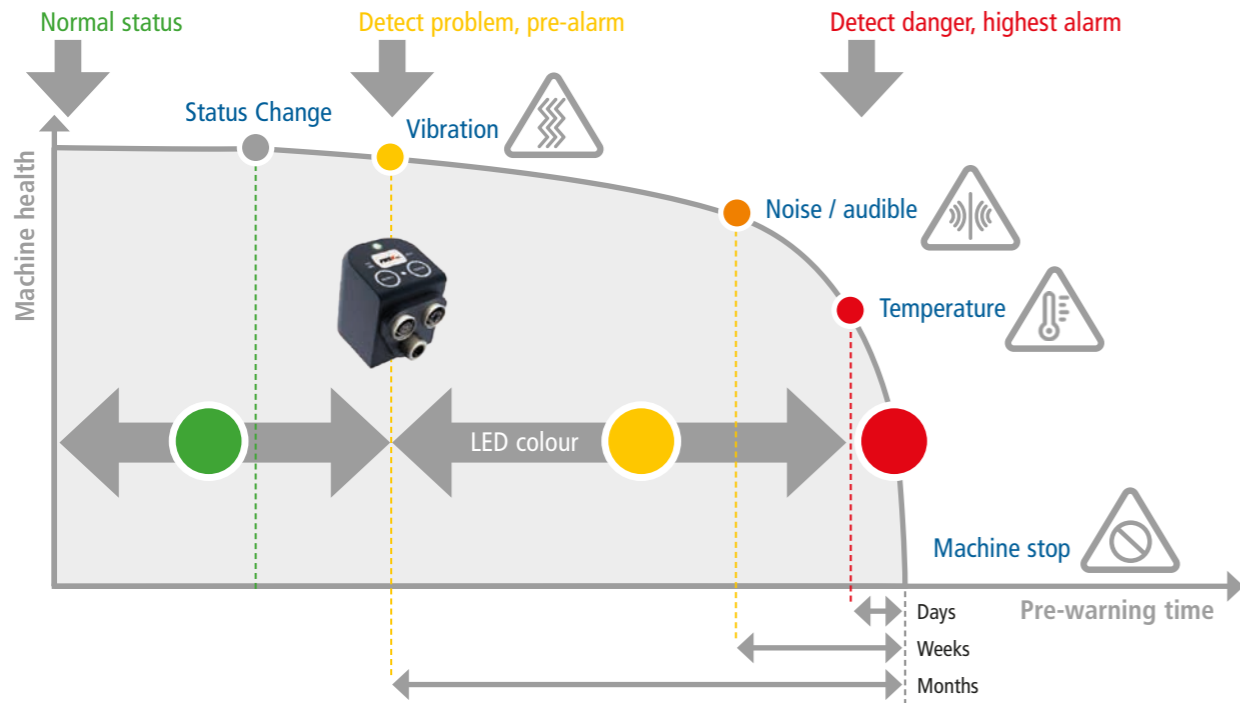 Normal status
Detect problem, pre-alarm
Detect danger, highest alarm
Status Change
Vibration
Machine health
Noise / audible
Temperature
LED colour
Machine stop
Pre-warning time
Days
Weeks
Months